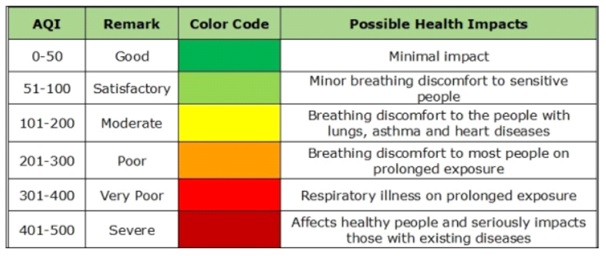 AQI Remark Color Code Possible Health Impacts
0-50 Good Minimal impact
51-100 Satisfactory Minor breathing discomfort to sensitive
people
101-200 Moderate Breathing discomfort to the people with
lungs, asthma and heart diseases
201-300 Poor Breathing discomfort to most people on
prolonged exposure
301-400 Very Poor Respiratory illness on prolonged exposure
401-500 Severe Affects healthy people and seriously impacts
those with existing diseases